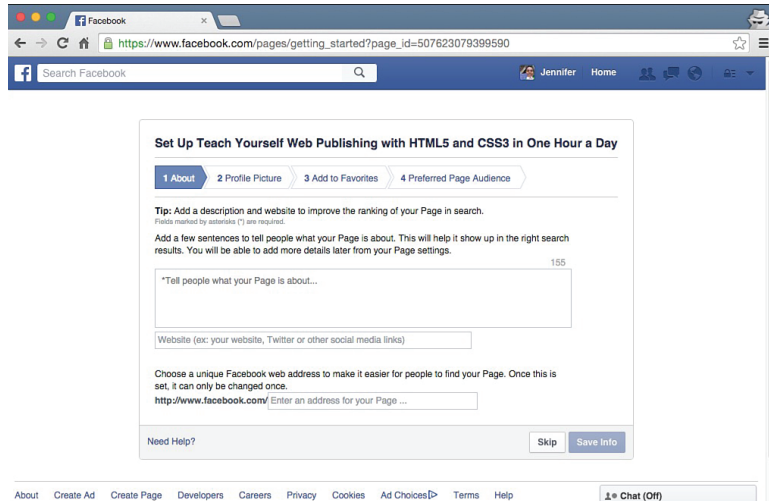 Facebook
https://www.facebook.com/pages/getting_started?page_id=507623079399590
Search Facebook
Jennifer Home
Set Up Teach Yourself Web Publishing with HTML5 and CSS3 in One Hour a Day
1 About 2 Profile Picture 3 Add to Favorites 4 Preferred Page Audience
Tip: Add a description and website to improve the ranking of your Page in search.
Fields marked by asterisks (*) are required.
Add a few sentences to tell people what your Page is about. This will help it show up in the right search
results. You will be able to add more details later from your Page settings.
155
*Tell people what your Page is about...
Website (ex: your website, Twitter or other social media links)
Choose a unique Facebook web address to make it easier for people to find your Page. Once this is
set, it can only be changed once.
http://www.facebook.com/ Enter an address for your Page ...
Need Help? Skip Save Info
About Create Ad Create Page Developers Careers Privacy Cookies Ad Choices Terms Help
Chat (Off)